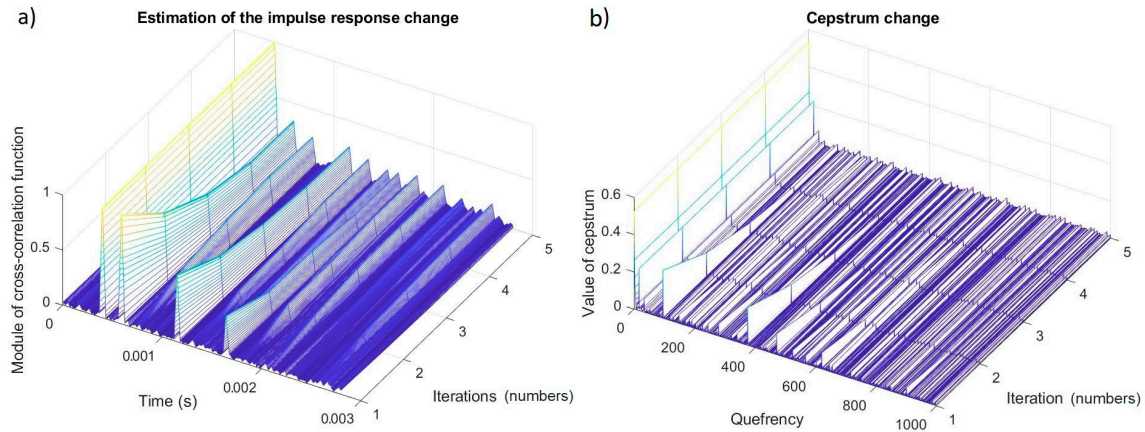 a)
Estimation of the impulse response change
Module of cross-correlation function
1
0.5
0
0
0.001
0.002
0.003
Time (s)
1
2
3
4
5
Iterations (numbers)
b)
Cepstrum change
Value of cepstrum
0.6
0.4
0.2
0
0
200
400
600
800
1000
Quefrency
1
2
3
4
5
Iteration (numbers)